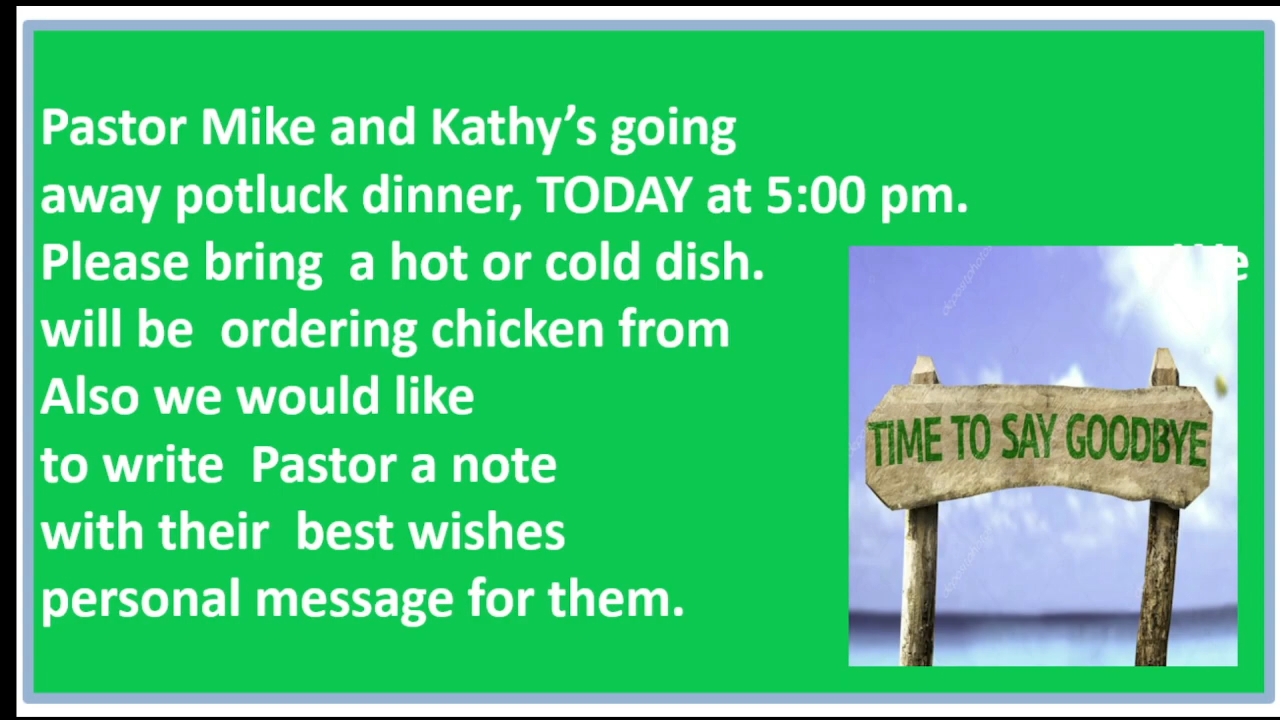 Pastor Mike and Kathy’s going
away potluck dinner, TODAY at 5:00 pm.
Please bring a hot or cold dish. We
will be ordering chicken from
Also we would like
to write Pastor a note
with their best wishes
personal message for them.
TIME TO SAY GOODBYE